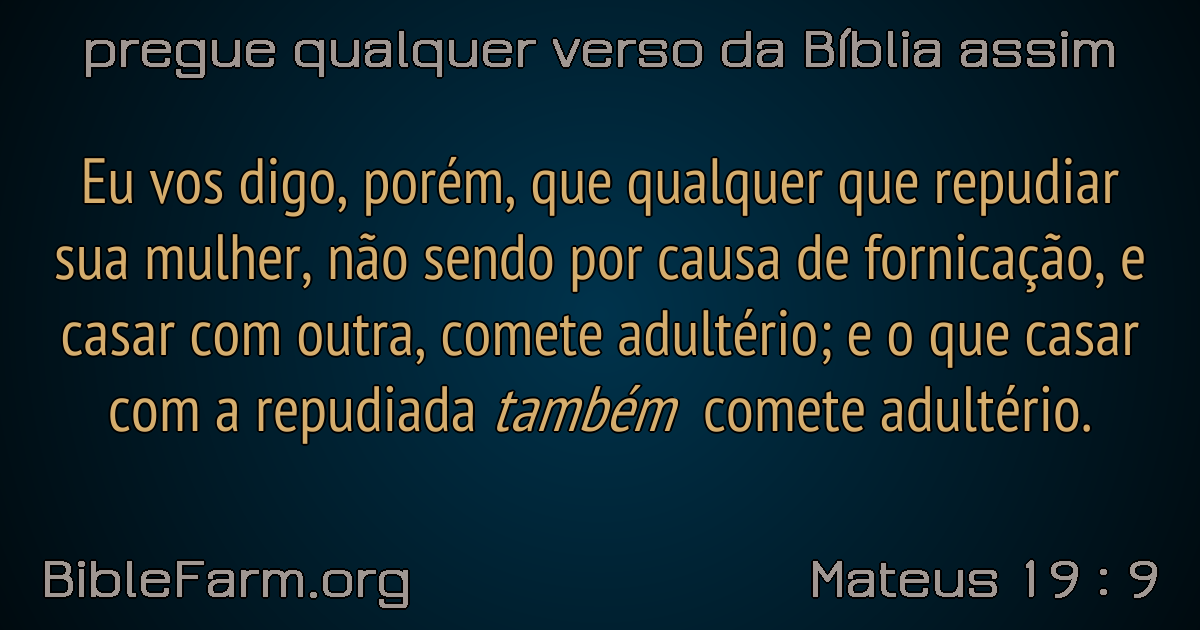 pregue qualquer verso da Bíblia assim
Eu vos digo, porém, que qualquer que repudiar
sua mulher, não sendo por causa de fornicação, e
casar com outra, comete adultério; e o que casar
com a repudiada também comete adultério.
BibleFarm.org
Mateus 19 : 9